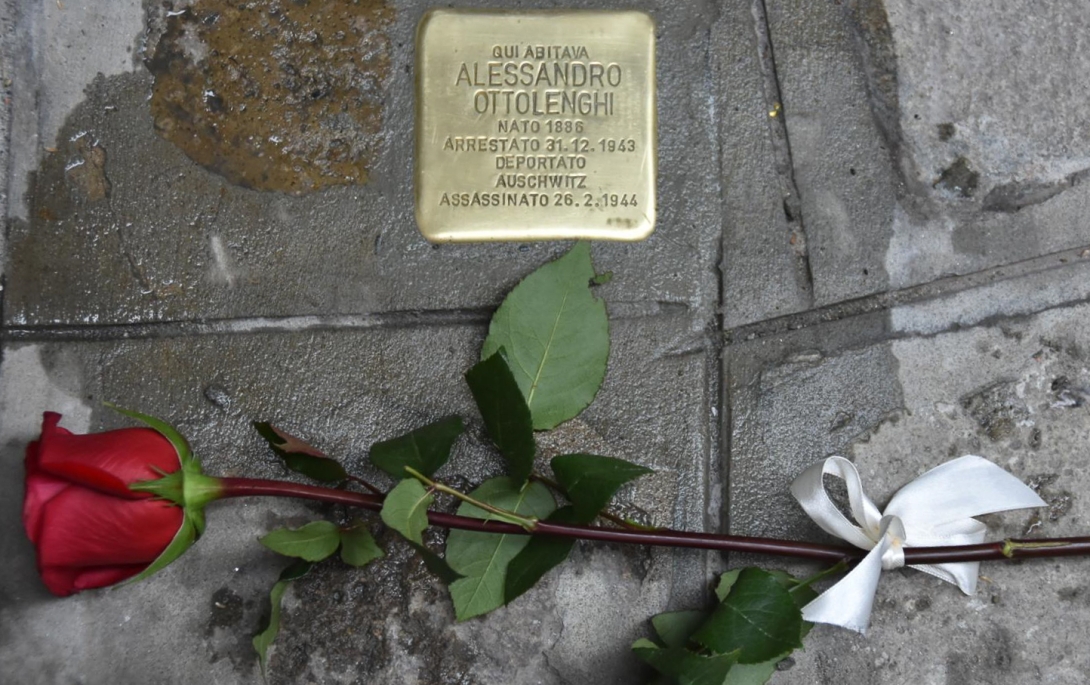 QUI ABITAVA
ALESSANDRO
OTTOLENGHI
NATO 1886
ARRESTATO 31.12.1943
DEPORTATO
AUSCHWITZ
ASSASSINATO 26.2.1944